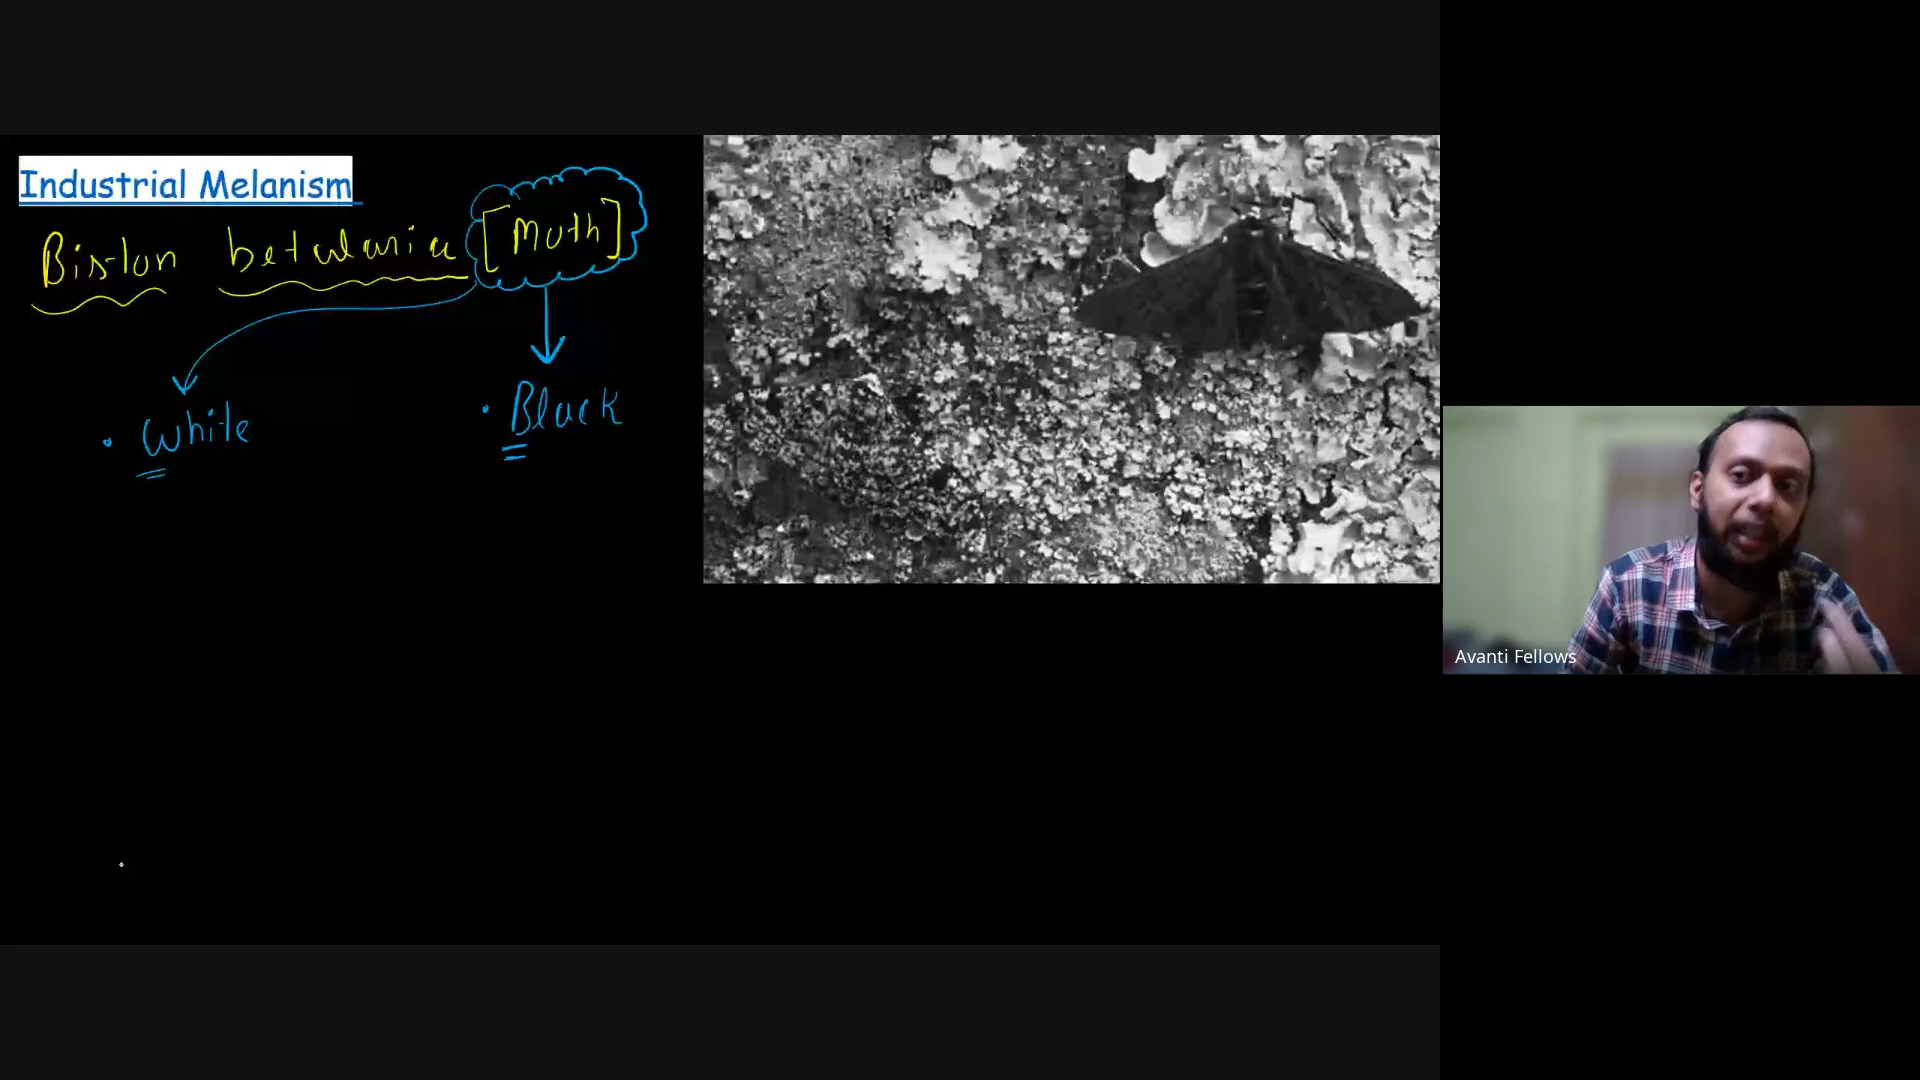 Industrial Melanism
Biston betularia [Moth]
• White
• Black
Avanti Fellows